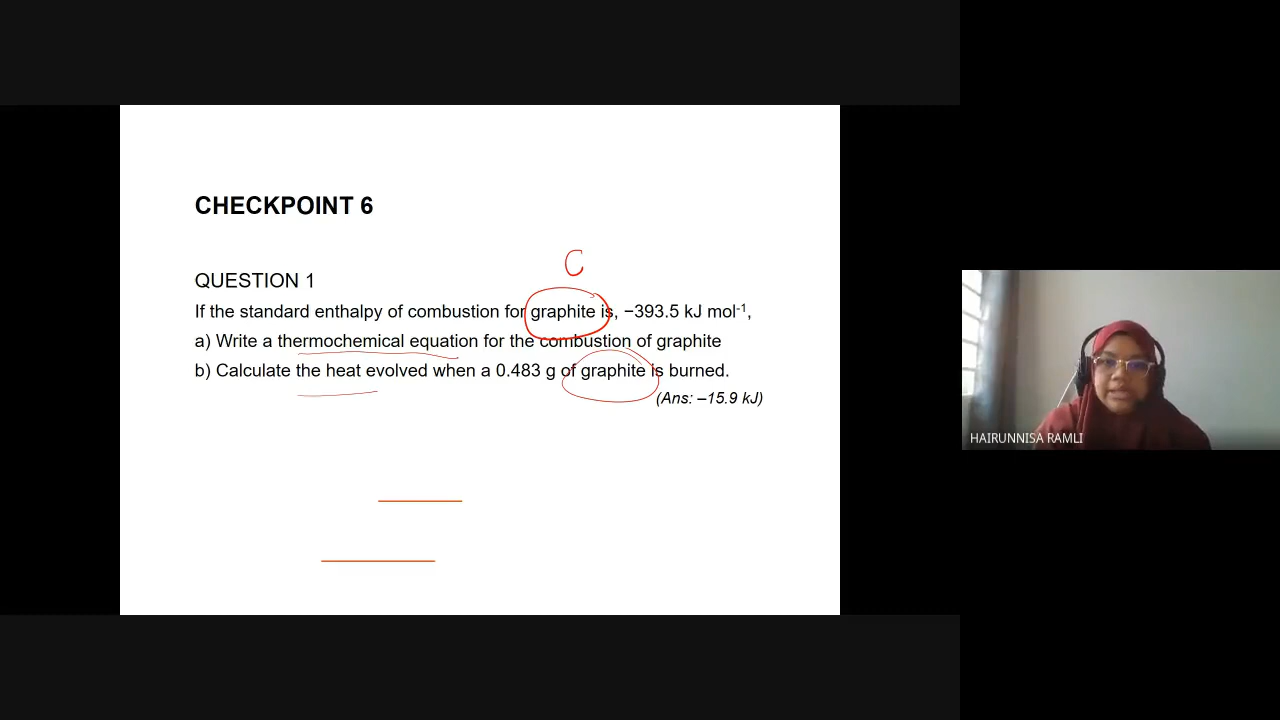 CHECKPOINT 6
C
QUESTION 1
If the standard enthalpy of combustion for graphite is, −393.5 kJ mol⁻¹,
a) Write a thermochemical equation for the combustion of graphite
b) Calculate the heat evolved when a 0.483 g of graphite is burned.
(Ans: –15.9 kJ)
HAIRUNNISA RAMLI